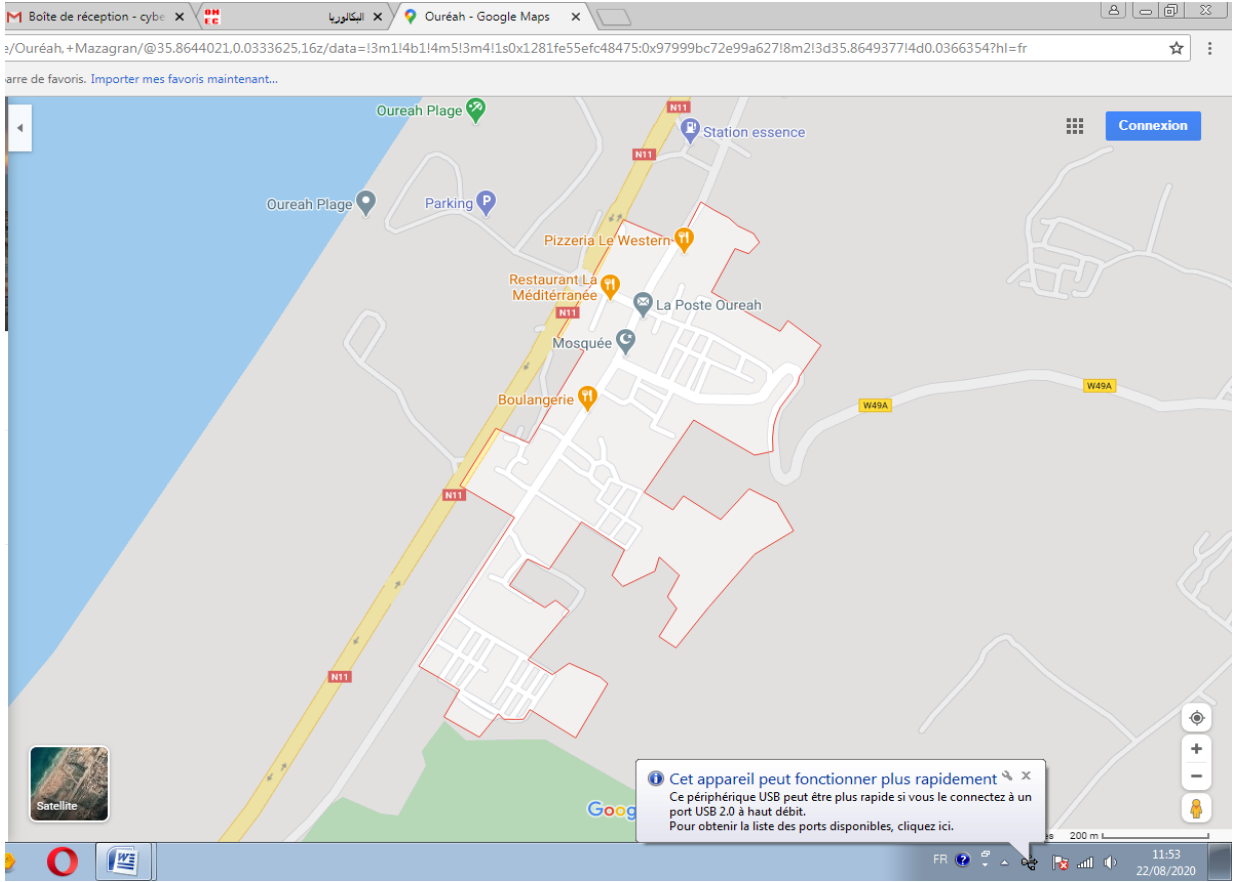 Boîte de réception - cybe
ONEC
البكالوريا
Ouréah - Google Maps
e/Ouréah,+Mazagran/@35.8644021,0.0333625,16z/data=!3m1!4b1!4m5!3m4!1s0x1281fe55efc48475:0x97999bc72e99a627!8m2!3d35.8649377!4d0.0366354?hl=fr
barre de favoris. Importer mes favoris maintenant...
Oureah Plage
N11
Station essence
Connexion
N11
Oureah Plage
Parking
Pizzeria Le Western
Restaurant La
Méditerranée
La Poste Oureah
N11
Mosquée
W49A
Boulangerie
W49A
N11
N11
Satellite
Goog
Cet appareil peut fonctionner plus rapidement
Ce périphérique USB peut être plus rapide si vous le connectez à un
port USB 2.0 à haut débit.
Pour obtenir la liste des ports disponibles, cliquez ici.
200 m
FR
11:53
22/08/2020